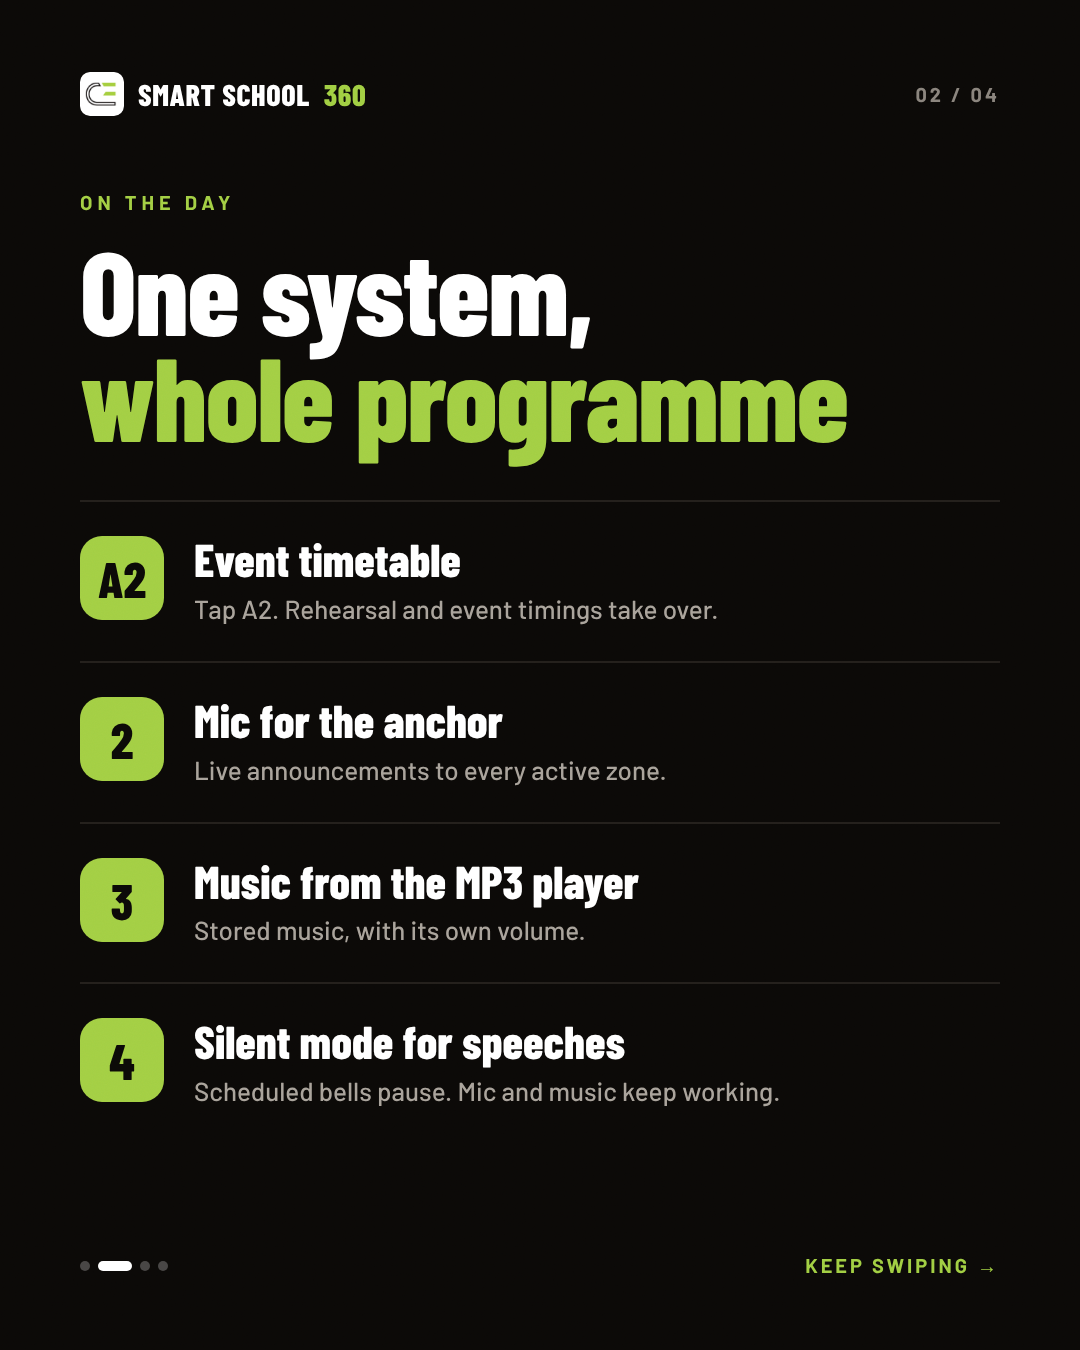 SMART SCHOOL 360
02 / 04
ON THE DAY
One system,
whole programme
A2
Event timetable
Tap A2. Rehearsal and event timings take over.
2
Mic for the anchor
Live announcements to every active zone.
3
Music from the MP3 player
Stored music, with its own volume.
4
Silent mode for speeches
Scheduled bells pause. Mic and music keep working.
KEEP SWIPING →